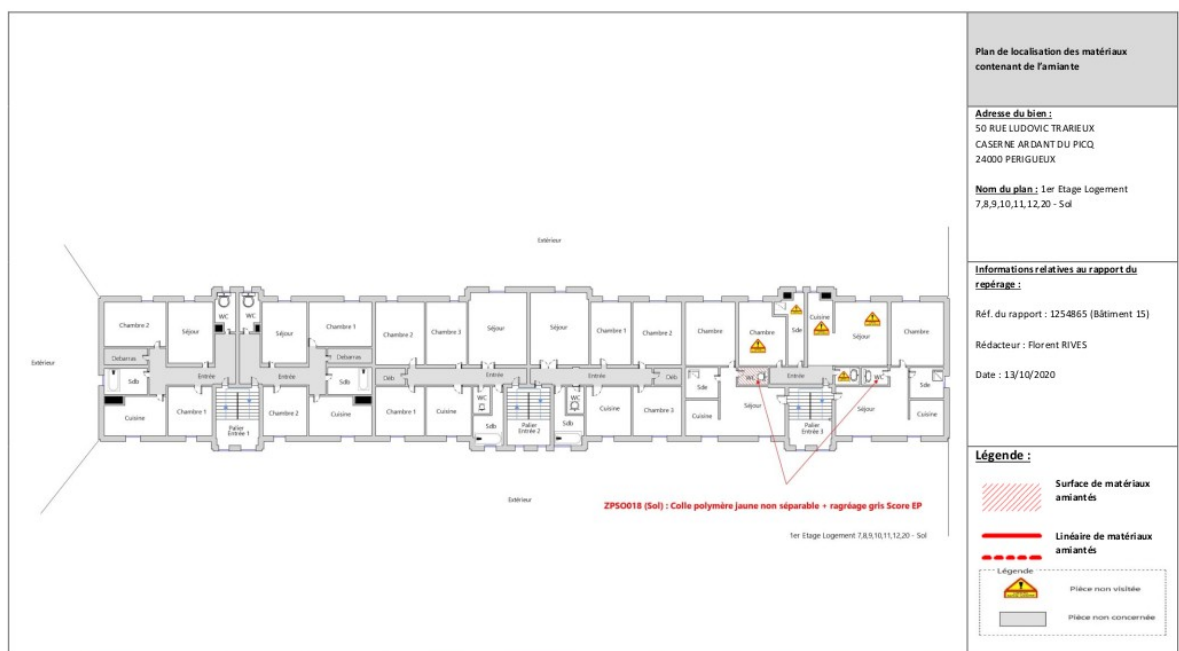 Extérieur
Extérieur
Chambre 2
Séjour
WC
WC
Séjour
Chambre 1
Chambre 2
Chambre 3
Séjour
Séjour
Chambre 1
Chambre 2
Chambre
Chambre
Sde
Cuisine
Séjour
Chambre
Debarras
Debarras
Sdb
Entrée
Entrée
Sdb
Déb
Entrée
Entrée
Déb
Sde
WC
Entrée
WC
Sde
Cuisine
Chambre 1
Palier
Entrée 1
Chambre 2
Cuisine
Chambre 1
Cuisine
WC
Sdb
Palier
Entrée 2
WC
Sdb
Cuisine
Chambre 3
Cuisine
Séjour
Palier
Entrée 3
Séjour
Cuisine
Extérieur
ZPSO018 (Sol) : Colle polymère jaune non séparable + ragréage gris Score EP
1er Etage Logement 7,8,9,10,11,12,20 - Sol
Plan de localisation des matériaux
contenant de l’amiante
Adresse du bien :
50 RUE LUDOVIC TRARIEUX
CASERNE ARDANT DU PICQ
24000 PERIGUEUX
Nom du plan : 1er Etage Logement
7,8,9,10,11,12,20 - Sol
Informations relatives au rapport du
repérage :
Réf. du rapport : 1254865 (Bâtiment 15)
Rédacteur : Florent RIVES
Date : 13/10/2020
Légende :
Surface de matériaux
amiantés
Linéaire de matériaux
amiantés
Légende
Pièce non visitée
Pièce non concernée